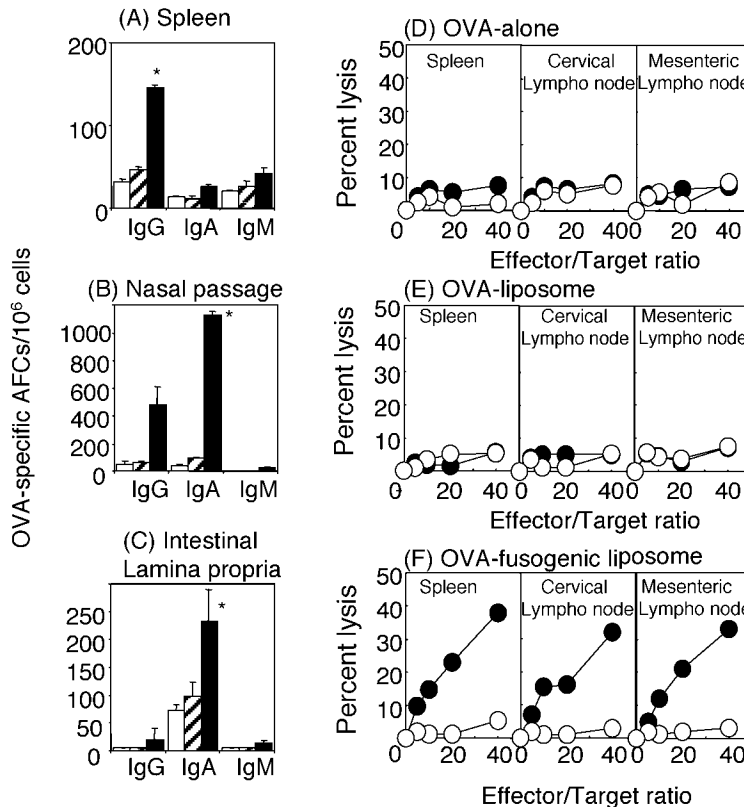 OVA-specific AFCs/10⁶ cells
(A) Spleen
200
100
0
*
IgG IgA IgM
(B) Nasal passage
1000
800
600
400
200
0
*
IgG IgA IgM
(C) Intestinal
Lamina propria
250
200
150
100
50
0
*
IgG IgA IgM
(D) OVA-alone
Percent lysis
50
40
30
20
10
Spleen
Cervical
Lympho node
Mesenteric
Lympho node
0 20 40 0 20 40 0 20 40
Effector/Target ratio
(E) OVA-liposome
Percent lysis
50
40
30
20
10
Spleen
Cervical
Lympho node
Mesenteric
Lympho node
0 20 40 0 20 40 0 20 40
Effector/Target ratio
(F) OVA-fusogenic liposome
Percent lysis
50
40
30
20
10
Spleen
Cervical
Lympho node
Mesenteric
Lympho node
0 20 40 0 20 40 0 20 40
Effector/Target ratio